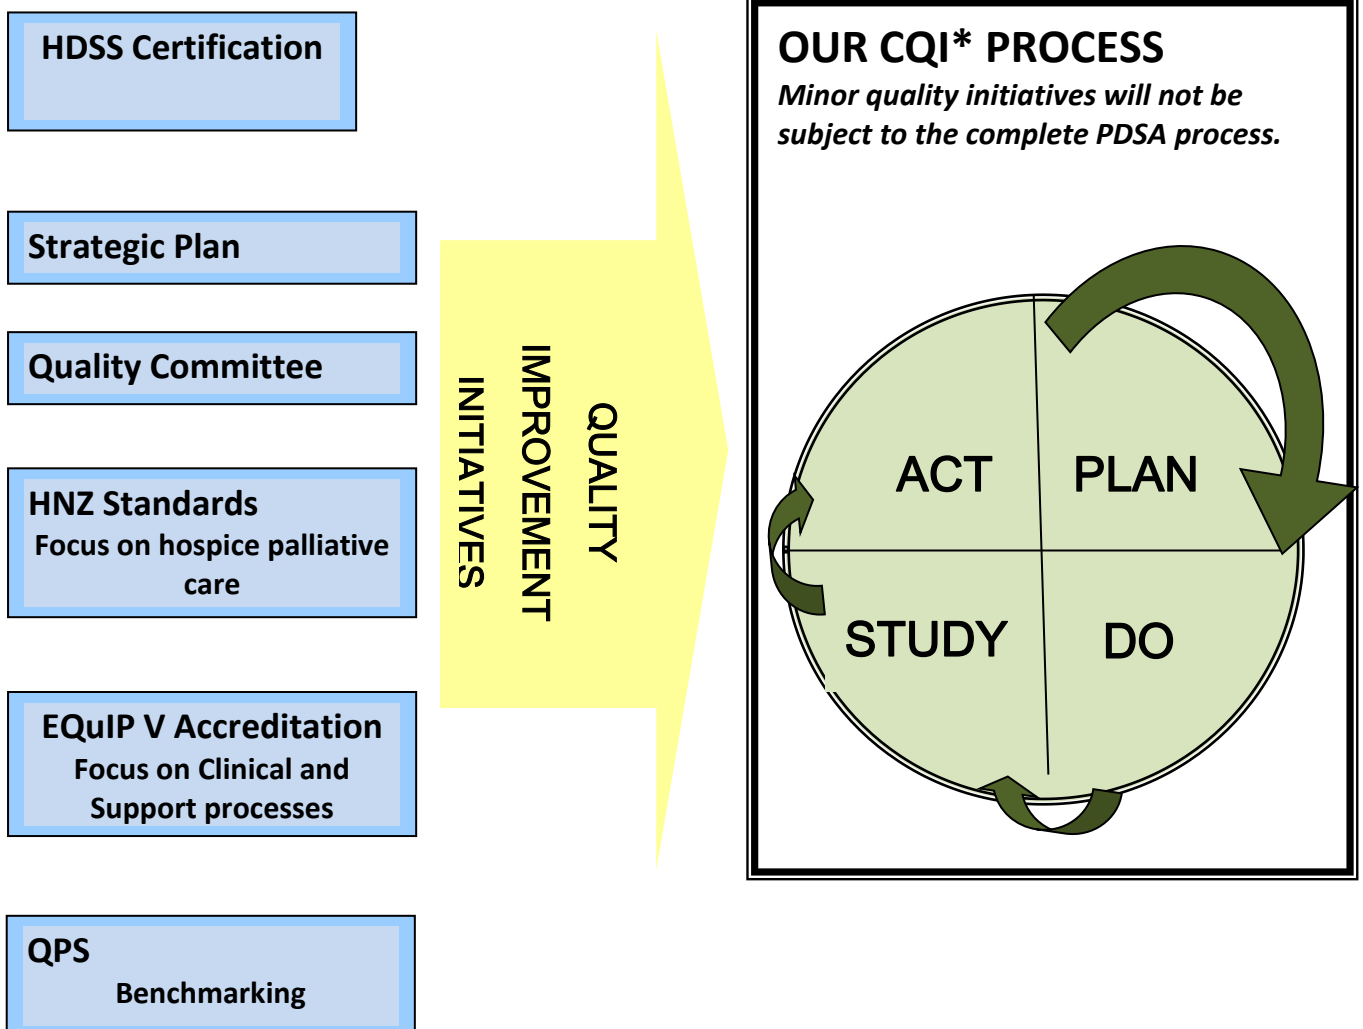 HDSS Certification
Strategic Plan
Quality Committee
HNZ Standards
Focus on hospice palliative
care
EQuIP V Accreditation
Focus on Clinical and
Support processes
QPS
Benchmarking
QUALITY
IMPROVEMENT
INITIATIVES
OUR CQI* PROCESS
Minor quality initiatives will not be
subject to the complete PDSA process.
ACT
PLAN
STUDY
DO